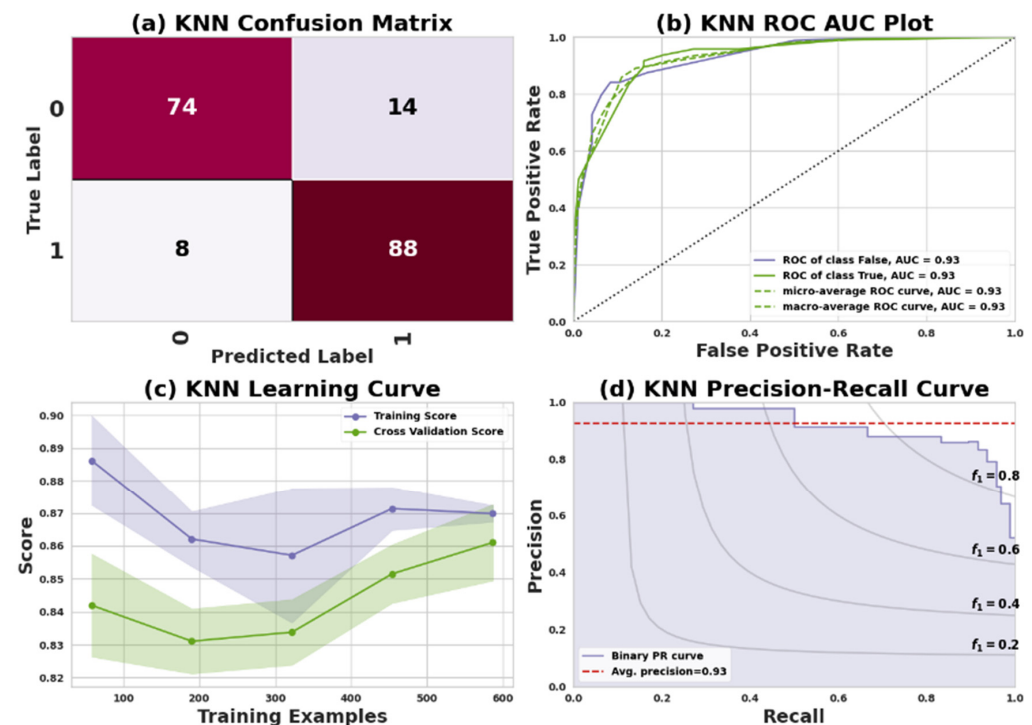 (a) KNN Confusion Matrix
True Label
0
1
74
14
8
88
0
1
Predicted Label
(b) KNN ROC AUC Plot
True Positive Rate
1.0
0.8
0.6
0.4
0.2
0.0
ROC of class False, AUC = 0.93
ROC of class True, AUC = 0.93
micro-average ROC curve, AUC = 0.93
macro-average ROC curve, AUC = 0.93
0.0
0.2
0.4
0.6
0.8
1.0
False Positive Rate
(c) KNN Learning Curve
Score
0.90
0.89
0.88
0.87
0.86
0.85
0.84
0.83
0.82
Training Score
Cross Validation Score
100
200
300
400
500
600
Training Examples
(d) KNN Precision-Recall Curve
Precision
1.0
0.8
0.6
0.4
0.2
0.0
f₁ = 0.8
f₁ = 0.6
f₁ = 0.4
f₁ = 0.2
Binary PR curve
Avg. precision=0.93
0.0
0.2
0.4
0.6
0.8
1.0
Recall